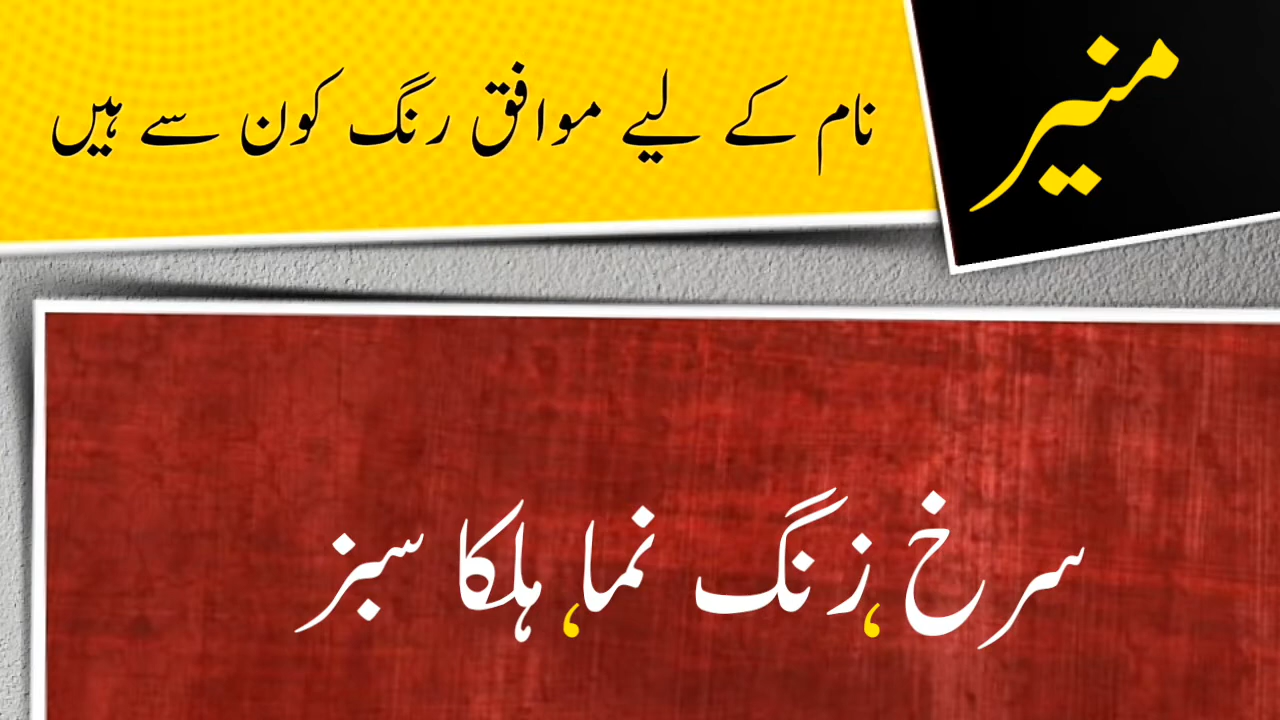 منیر
نام کے لیے موافق رنگ کون سے ہیں
سرخ، زنگ نما، ہلکا سبز